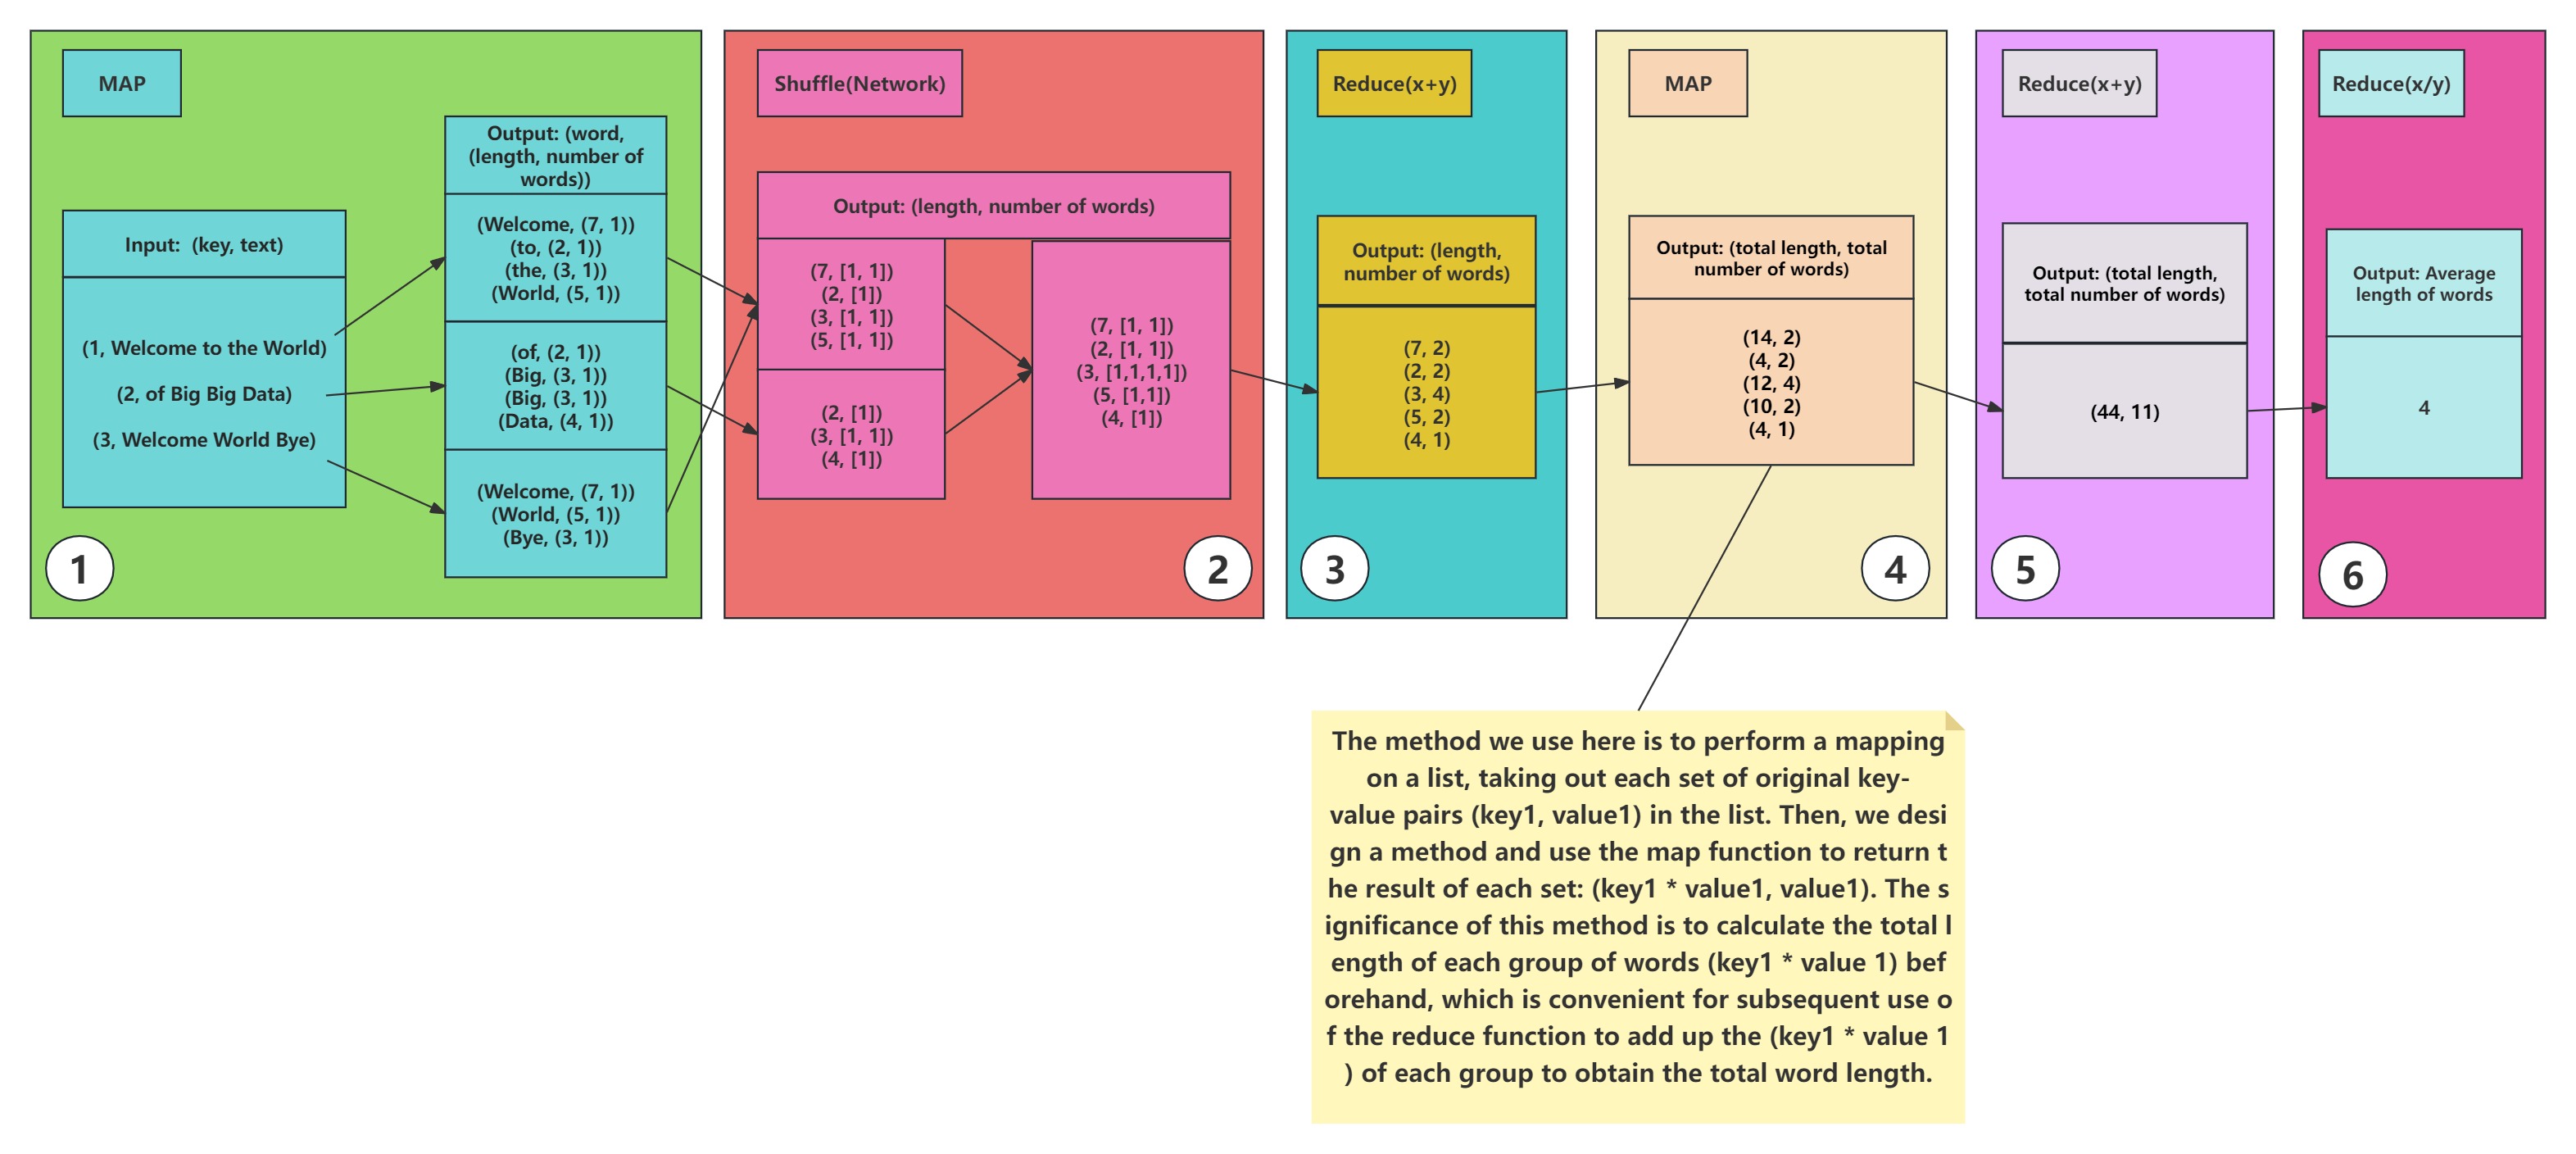 MAP
Input:  (key, text)
(1, Welcome to the World)
(2, of Big Big Data)
(3, Welcome World Bye)
Output: (word,
(length, number of
words))
(Welcome, (7, 1))
(to, (2, 1))
(the, (3, 1))
(World, (5, 1))
(of, (2, 1))
(Big, (3, 1))
(Big, (3, 1))
(Data, (4, 1))
(Welcome, (7, 1))
(World, (5, 1))
(Bye, (3, 1))
1
Shuffle(Network)
Output: (length, number of words)
(7, [1, 1])
(2, [1])
(3, [1, 1])
(5, [1, 1])
(2, [1])
(3, [1, 1])
(4, [1])
(7, [1, 1])
(2, [1, 1])
(3, [1,1,1,1])
(5, [1,1])
(4, [1])
2
Reduce(x+y)
Output: (length,
number of words)
(7, 2)
(2, 2)
(3, 4)
(5, 2)
(4, 1)
3
MAP
Output: (total length, total
number of words)
(14, 2)
(4, 2)
(12, 4)
(10, 2)
(4, 1)
4
Reduce(x+y)
Output: (total length,
total number of words)
(44, 11)
5
Reduce(x/y)
Output: Average
length of words
4
6
The method we use here is to perform a mapping
on a list, taking out each set of original key-
value pairs (key1, value1) in the list. Then, we desi
gn a method and use the map function to return t
he result of each set: (key1 * value1, value1). The s
ignificance of this method is to calculate the total l
ength of each group of words (key1 * value 1) bef
orehand, which is convenient for subsequent use o
f the reduce function to add up the (key1 * value 1
) of each group to obtain the total word length.